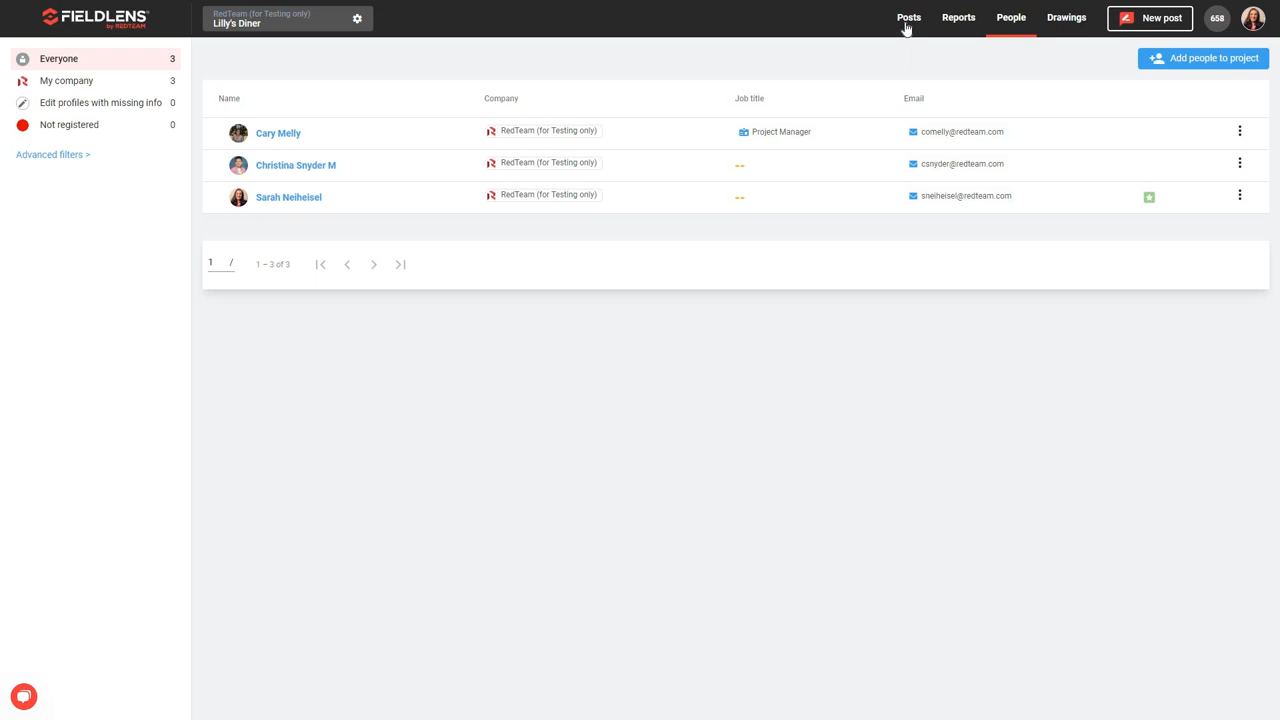 FIELDLENS
by REDTEAM
RedTeam (for Testing only)
Lilly's Diner
Posts
Reports
People
Drawings
New post
658
Everyone 3
My company 3
Edit profiles with missing info 0
Not registered 0
Advanced filters >
Add people to project
Name Company Job title Email
Cary Melly RedTeam (for Testing only) Project Manager comelly@redteam.com
Christina Snyder M RedTeam (for Testing only) -- csnyder@redteam.com
Sarah Neiheisel RedTeam (for Testing only) -- sneiheisel@redteam.com
1 / 1 – 3 of 3